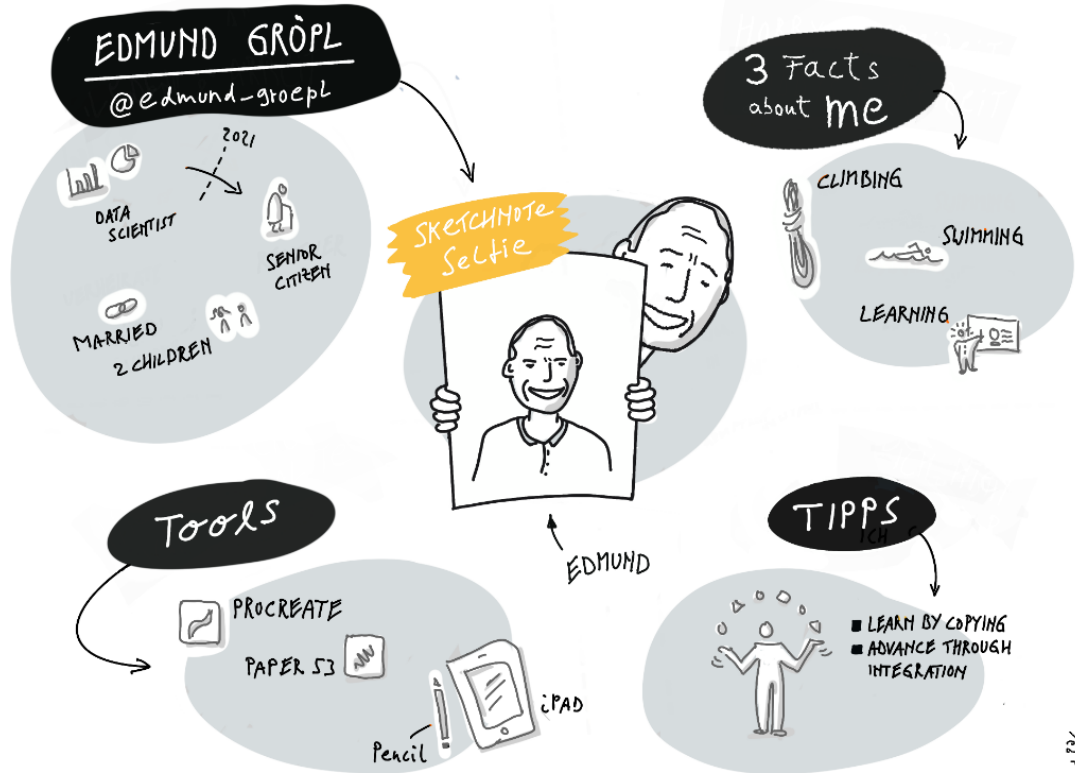 EDMUND GRÖPL
@edmund_groepl
2021
DATA
SCIENTIST
SENIOR
CITIZEN
MARRIED
2 CHILDREN
SKETCHNOTE
Selfie
EDMUND
3 Facts
about me
CLIMBING
SWIMMING
LEARNING
Tools
PROCREATE
PAPER 53
Pencil
iPAD
TIPPS
ICH
■ LEARN BY COPYING
■ ADVANCE THROUGH
INTEGRATION